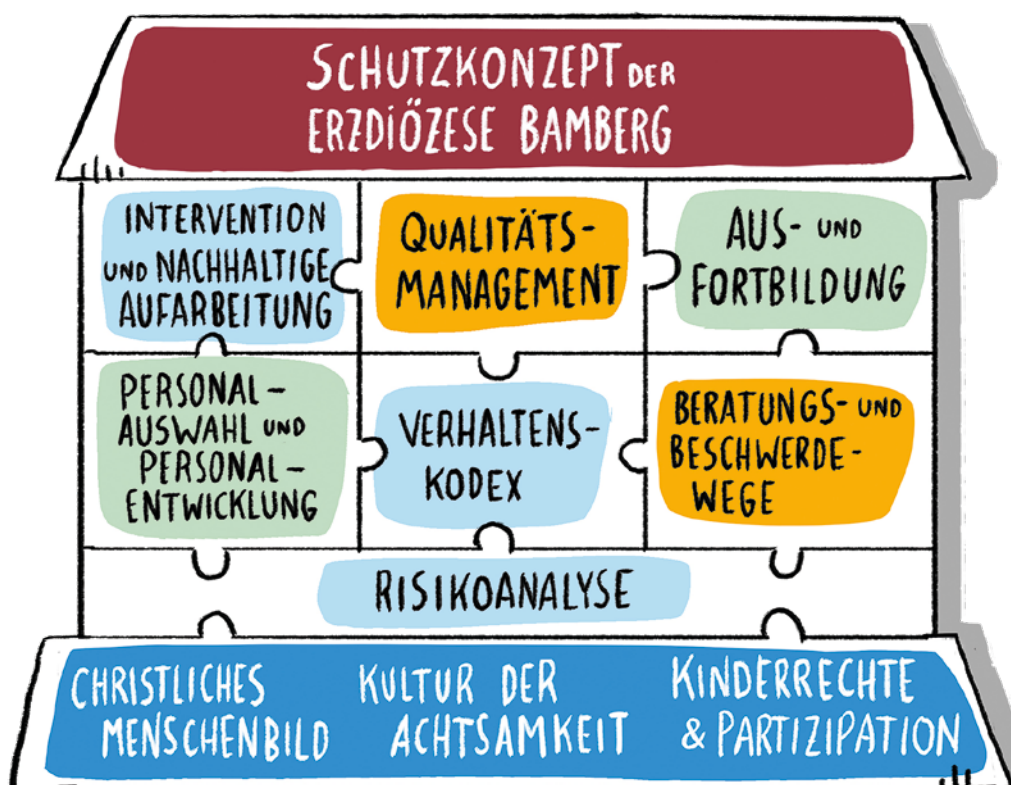 SCHUTZKONZEPT DER
ERZDIÖZESE BAMBERG
INTERVENTION
UND NACHHALTIGE
AUFARBEITUNG
QUALITÄTS-
MANAGEMENT
AUS- UND
FORTBILDUNG
PERSONAL-
AUSWAHL UND
PERSONAL-
ENTWICKLUNG
VERHALTENS-
KODEX
BERATUNGS- UND
BESCHWERDE-
WEGE
RISIKOANALYSE
CHRISTLICHES
MENSCHENBILD
KULTUR DER
ACHTSAMKEIT
KINDERRECHTE
& PARTIZIPATION